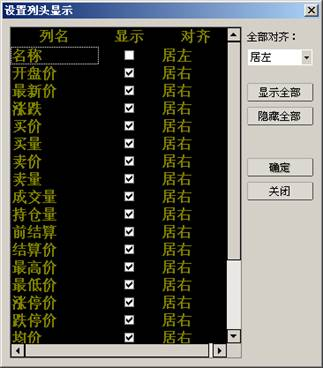 设置列头显示
列名 显示 对齐
名称 居左
开盘价 居右
最新价 居右
涨跌 居右
买价 居右
买量 居右
卖价 居右
卖量 居右
成交量 居右
持仓量 居右
前结算 居右
结算价 居右
最高价 居右
最低价 居右
涨停价 居右
跌停价 居右
均价 居右
全部对齐：
居左
显示全部
隐藏全部
确定
关闭